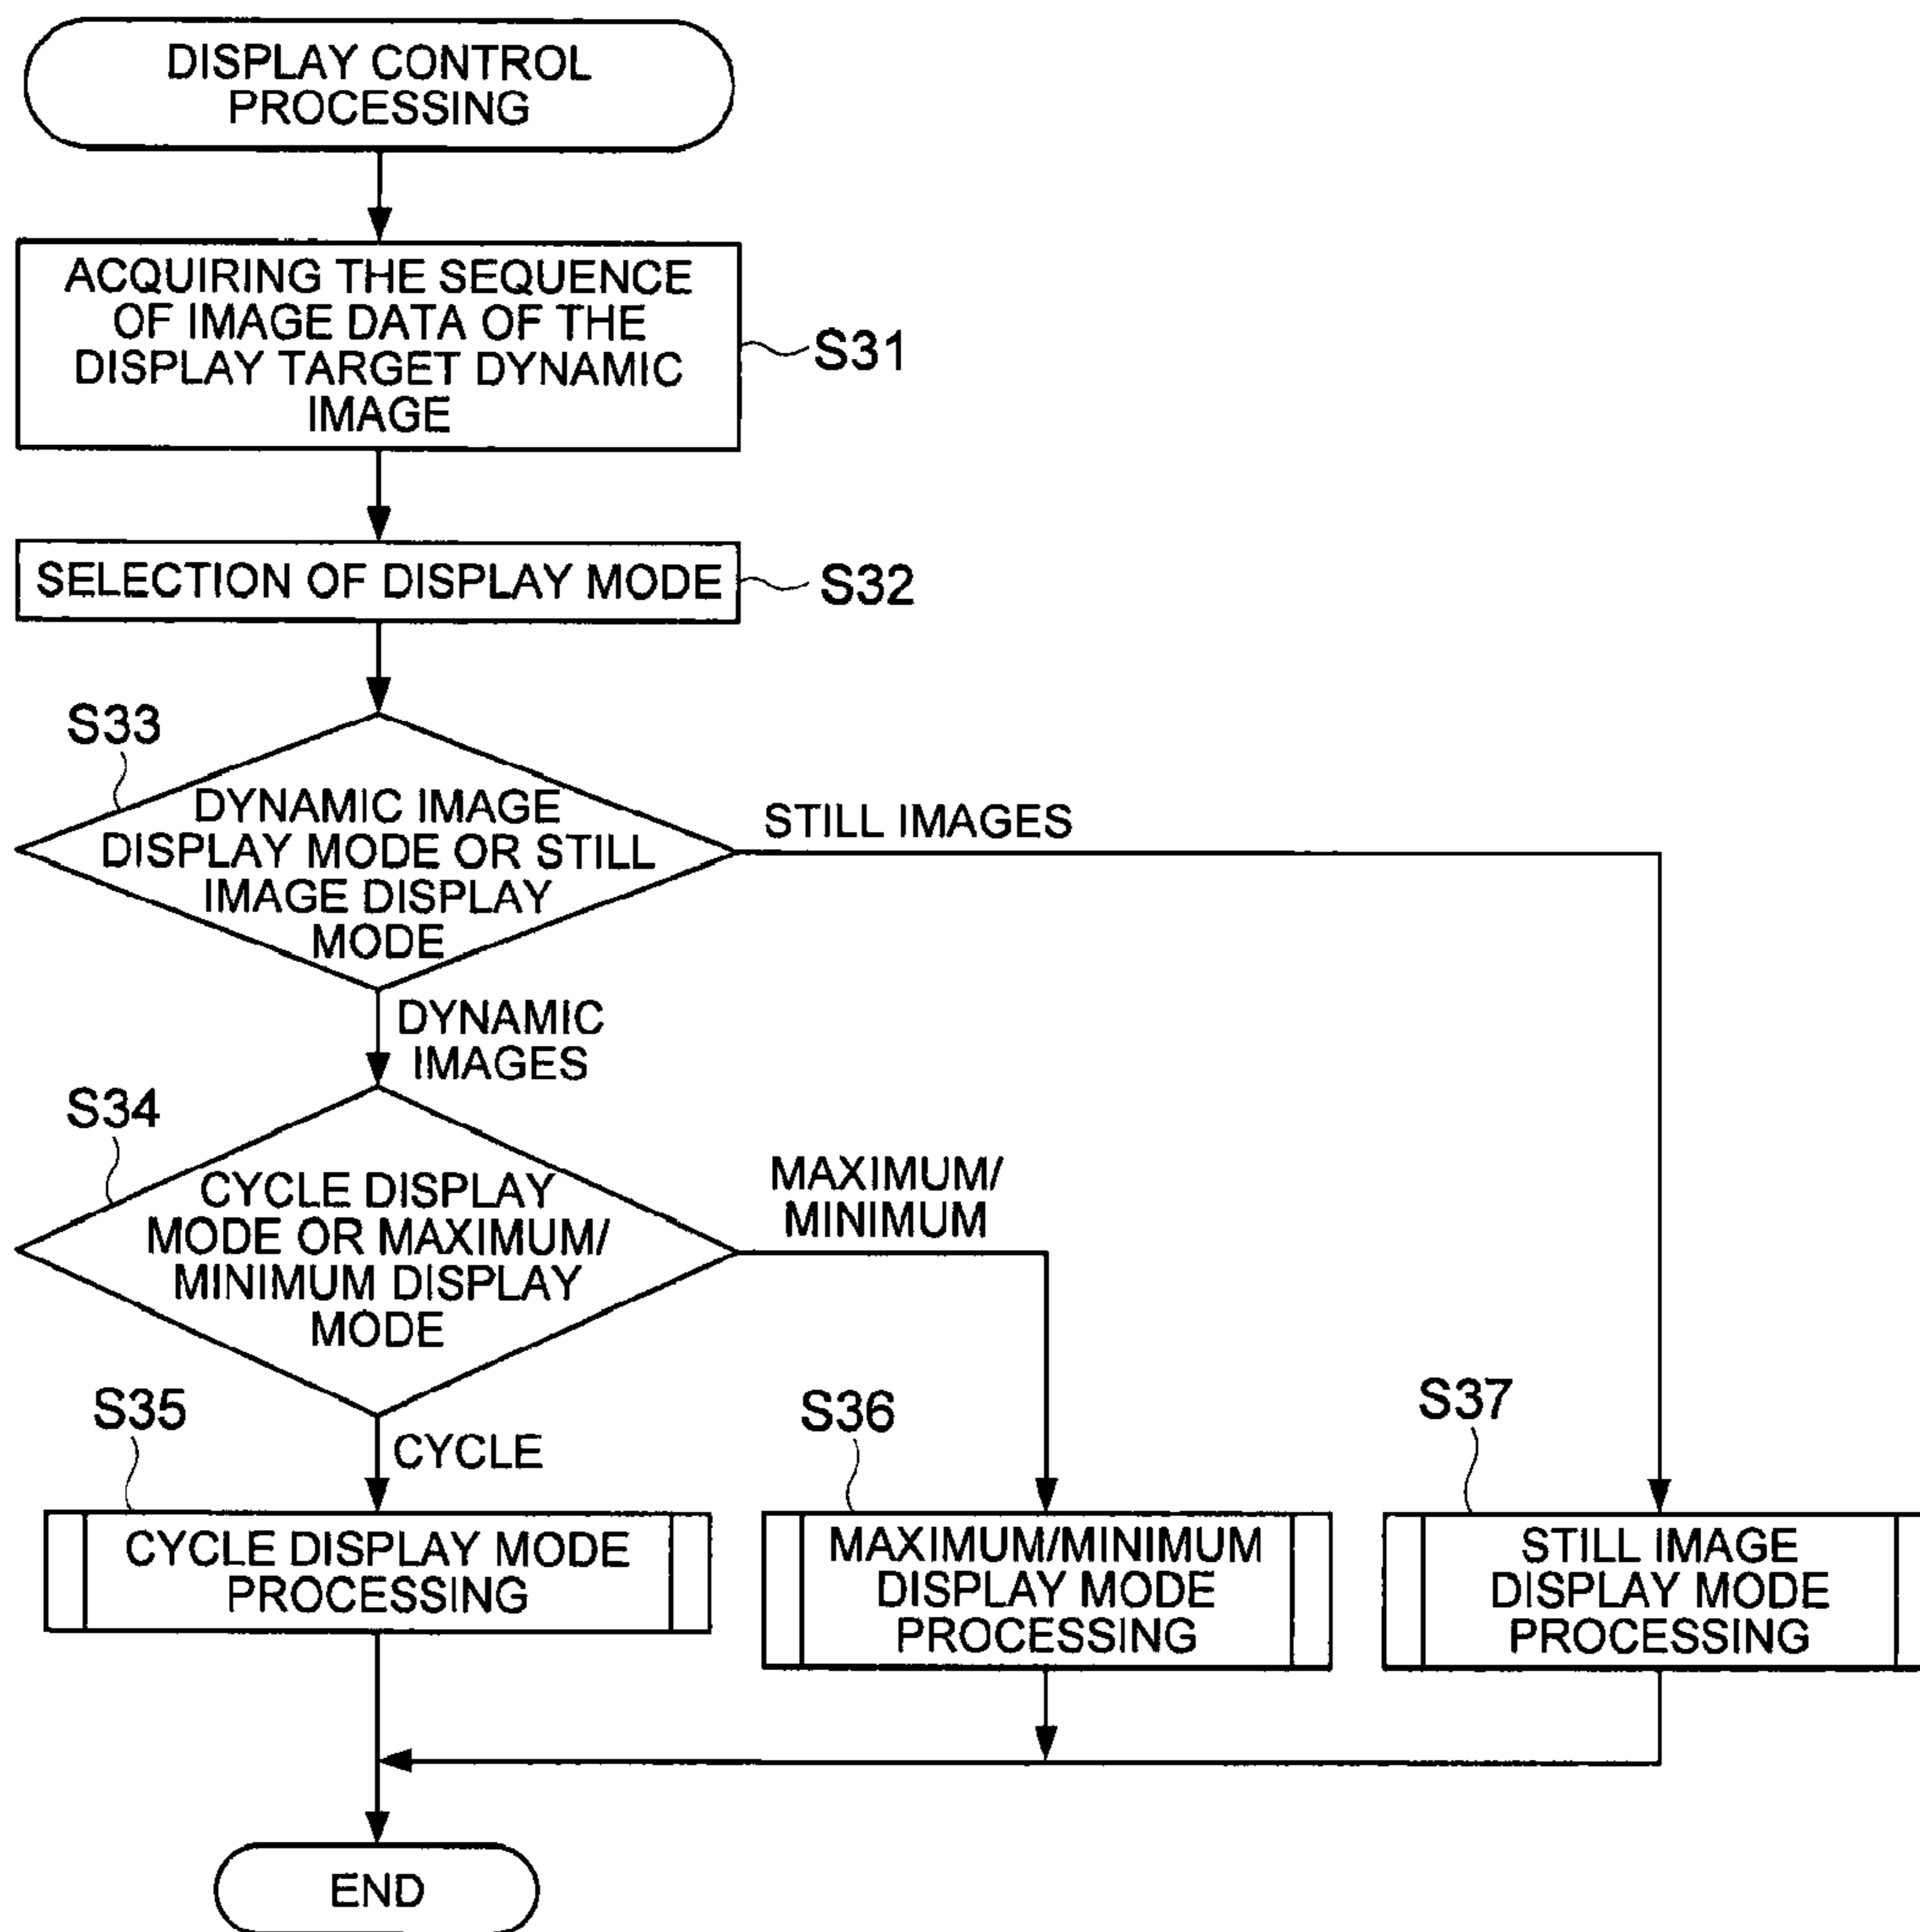 DISPLAY CONTROL
PROCESSING
ACQUIRING THE SEQUENCE
OF IMAGE DATA OF THE
DISPLAY TARGET DYNAMIC
IMAGE
S31
SELECTION OF DISPLAY MODE
S32
S33
DYNAMIC IMAGE
DISPLAY MODE OR STILL
IMAGE DISPLAY
MODE
STILL IMAGES
DYNAMIC
IMAGES
S34
CYCLE DISPLAY
MODE OR MAXIMUM/
MINIMUM DISPLAY
MODE
MAXIMUM/
MINIMUM
S35
CYCLE
S36
S37
CYCLE DISPLAY MODE
PROCESSING
MAXIMUM/MINIMUM
DISPLAY MODE
PROCESSING
STILL IMAGE
DISPLAY MODE
PROCESSING
END